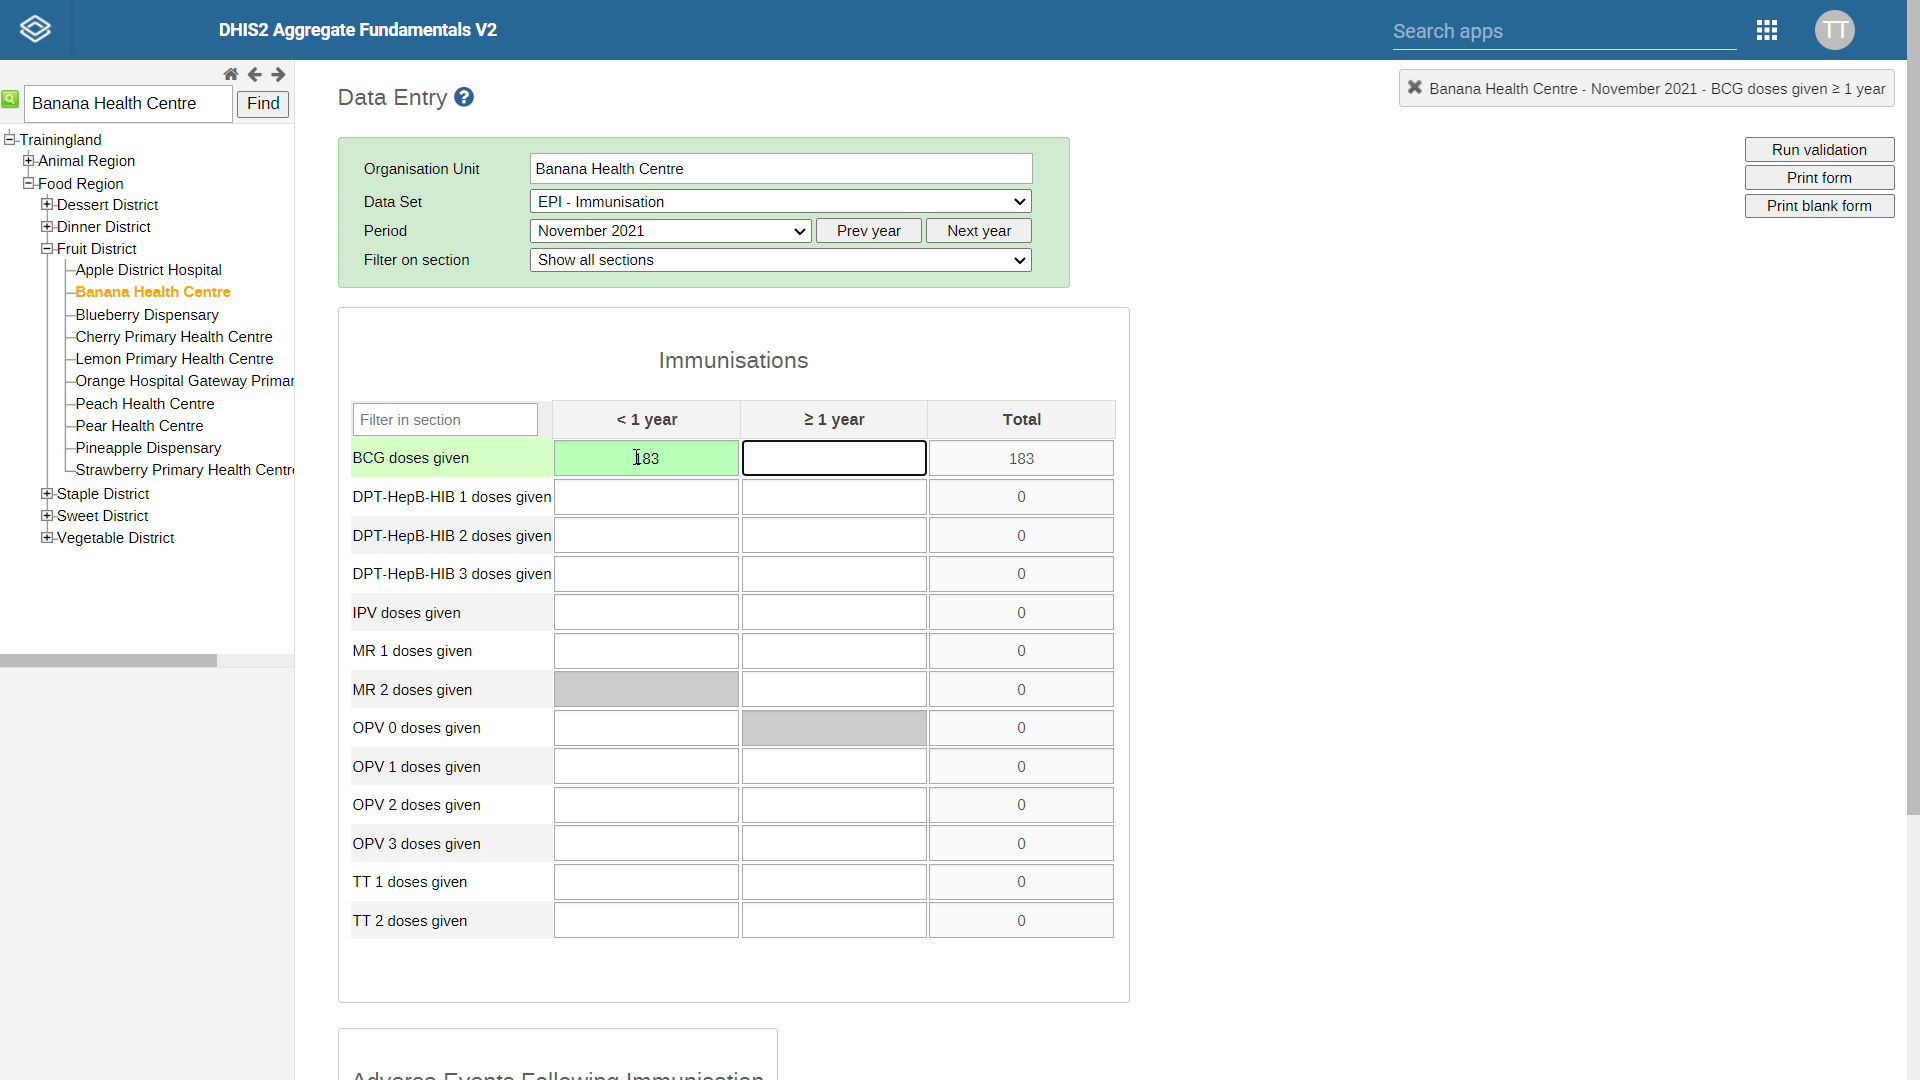 DHIS2 Aggregate Fundamentals V2
Search apps
TT
Banana Health Centre
Find
Trainingland
Animal Region
Food Region
Dessert District
Dinner District
Fruit District
Apple District Hospital
Banana Health Centre
Blueberry Dispensary
Cherry Primary Health Centre
Lemon Primary Health Centre
Orange Hospital Gateway Primar
Peach Health Centre
Pear Health Centre
Pineapple Dispensary
Strawberry Primary Health Centre
Staple District
Sweet District
Vegetable District
Data Entry ?
Banana Health Centre - November 2021 - BCG doses given ≥ 1 year
Run validation
Print form
Print blank form
Organisation Unit Banana Health Centre
Data Set EPI - Immunisation
Period November 2021 Prev year Next year
Filter on section Show all sections
Immunisations
Filter in section < 1 year ≥ 1 year Total
BCG doses given 183 183
DPT-HepB-HIB 1 doses given 0
DPT-HepB-HIB 2 doses given 0
DPT-HepB-HIB 3 doses given 0
IPV doses given 0
MR 1 doses given 0
MR 2 doses given 0
OPV 0 doses given 0
OPV 1 doses given 0
OPV 2 doses given 0
OPV 3 doses given 0
TT 1 doses given 0
TT 2 doses given 0
Adverse Events Following Immunisation